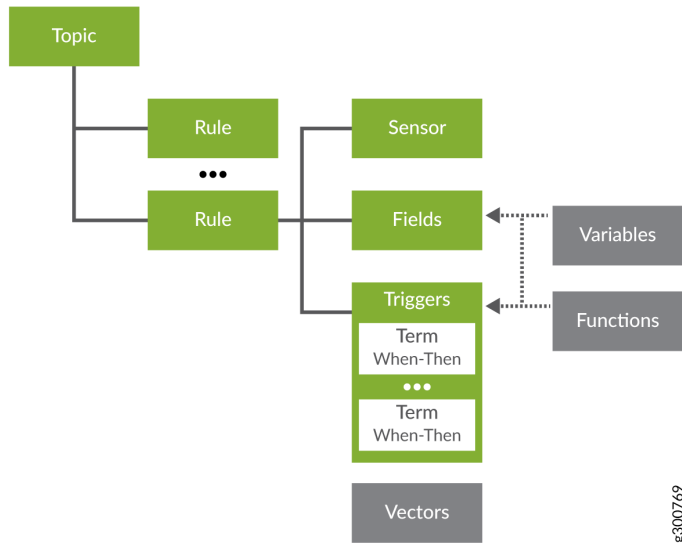 Topic
Rule
•••
Rule
Sensor
Fields
Triggers
Term
When-Then
•••
Term
When-Then
Vectors
Variables
Functions
g300769